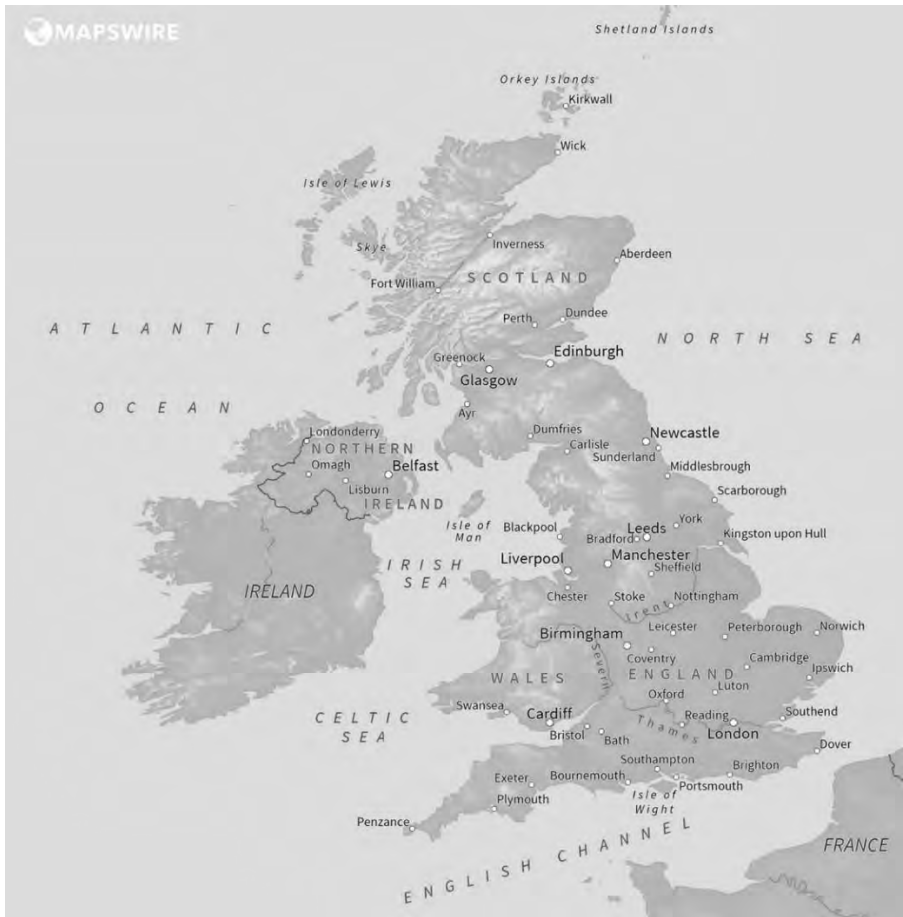 MAPSWIRE
Shetland Islands
Orkey Islands
Kirkwall
Wick
Isle of Lewis
Skye
Inverness
Aberdeen
SCOTLAND
Fort William
Perth
Dundee
ATLANTIC
OCEAN
NORTH SEA
Greenock
Edinburgh
Glasgow
Ayr
Londonderry
NORTHERN
IRELAND
Omagh
Belfast
Lisburn
Dumfries
Carlisle
Newcastle
Sunderland
Middlesbrough
Scarborough
Isle of
Man
Blackpool
Bradford
Leeds
York
Kingston upon Hull
IRISH
SEA
IRELAND
Liverpool
Manchester
Sheffield
Chester
Stoke
Trent
Nottingham
Birmingham
Leicester
Peterborough
Norwich
Coventry
Severn
WALES
ENGLAND
Cambridge
Ipswich
Luton
Oxford
Swansea
Cardiff
CELTIC
SEA
Bristol
Bath
Thames
Reading
London
Southend
Dover
Southampton
Brighton
Exeter
Bournemouth
Portsmouth
Isle of
Wight
Plymouth
Penzance
ENGLISH CHANNEL
FRANCE